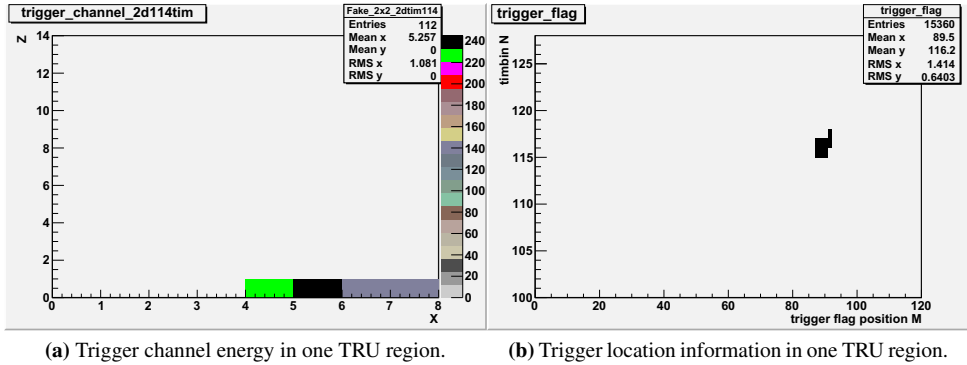 trigger_channel_2d114tim
Fake_2x2_2dtim114
Entries 112
Mean x 5.257
Mean y 0
RMS x 1.081
RMS y 0
Z
14
12
10
8
6
4
2
0
0 1 2 3 4 5 6 7 8
X
240
220
200
180
160
140
120
100
80
60
40
20
0
trigger_flag
trigger_flag
Entries 15360
Mean x 89.5
Mean y 116.2
RMS x 1.414
RMS y 0.6403
timbin N
125
120
115
110
105
100
0 20 40 60 80 100 120
trigger flag position M
(a) Trigger channel energy in one TRU region.
(b) Trigger location information in one TRU region.